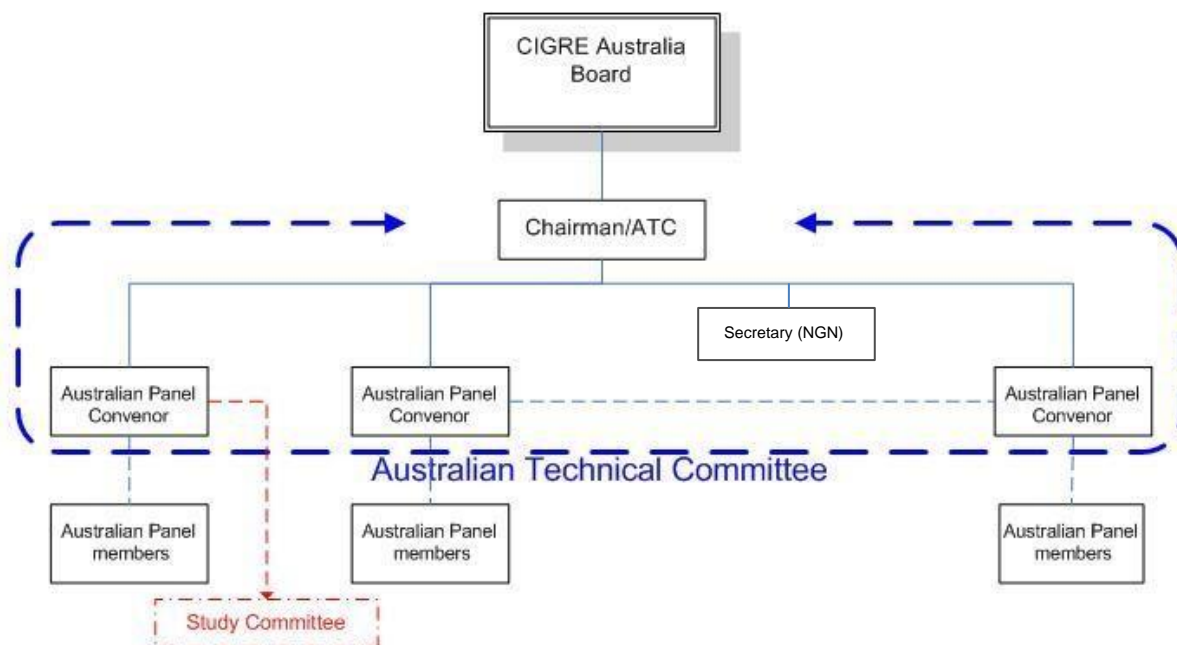 CIGRE Australia
Board
Chairman/ATC
Secretary (NGN)
Australian Panel
Convenor
Australian Panel
Convenor
Australian Panel
Convenor
Australian Technical Committee
Australian Panel
members
Australian Panel
members
Australian Panel
members
Study Committee